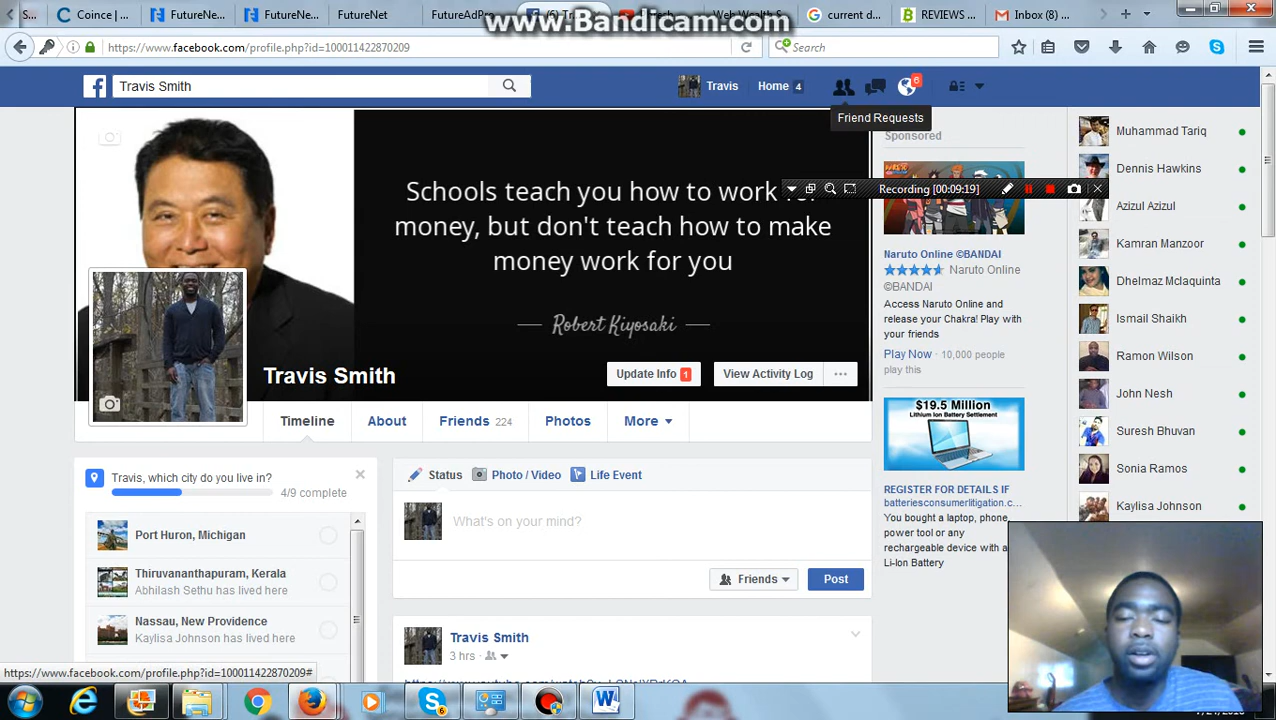 S...
Coince | ...
FutureNe...
FutureNe...
FutureNet
FutureAdPro
Web Wealth S...
current d...
REVIEWS ...
Inbox (8) ...
www.Bandicam.com
https://www.facebook.com/profile.php?id=100011422870209
Search
Travis Smith
Travis
Home 4
6
Friend Requests
Schools teach you how to work for
money, but don't teach how to make
money work for you
Robert Kiyosaki
Travis Smith
Update Info 1
View Activity Log
...
Timeline
About
Friends 224
Photos
More
Travis, which city do you live in?
4/9 complete
Port Huron, Michigan
Thiruvananthapuram, Kerala
Abhilash Sethu has lived here
Nassau, New Providence
Kaylisa Johnson has lived here
Status
Photo / Video
Life Event
What's on your mind?
Friends
Post
Travis Smith
3 hrs
Sponsored
Recording [00:09:19]
Naruto Online ©BANDAI
Naruto Online
©BANDAI
Access Naruto Online and
release your Chakra! Play with
your friends
Play Now · 10,000 people
play this
$19.5 Million
Lithium Ion Battery Settlement
REGISTER FOR DETAILS IF
batteriesconsumerlitigation.c...
You bought a laptop, phone,
power tool or any
rechargeable device with a
Li-Ion Battery
Muhammad Tariq
Dennis Hawkins
Azizul Azizul
Kamran Manzoor
Dhelmaz Mclaquinta
Ismail Shaikh
Ramon Wilson
John Nesh
Suresh Bhuvan
Sonia Ramos
Kaylisa Johnson
https://www.facebook.com/profile.php?id=100011422870209#